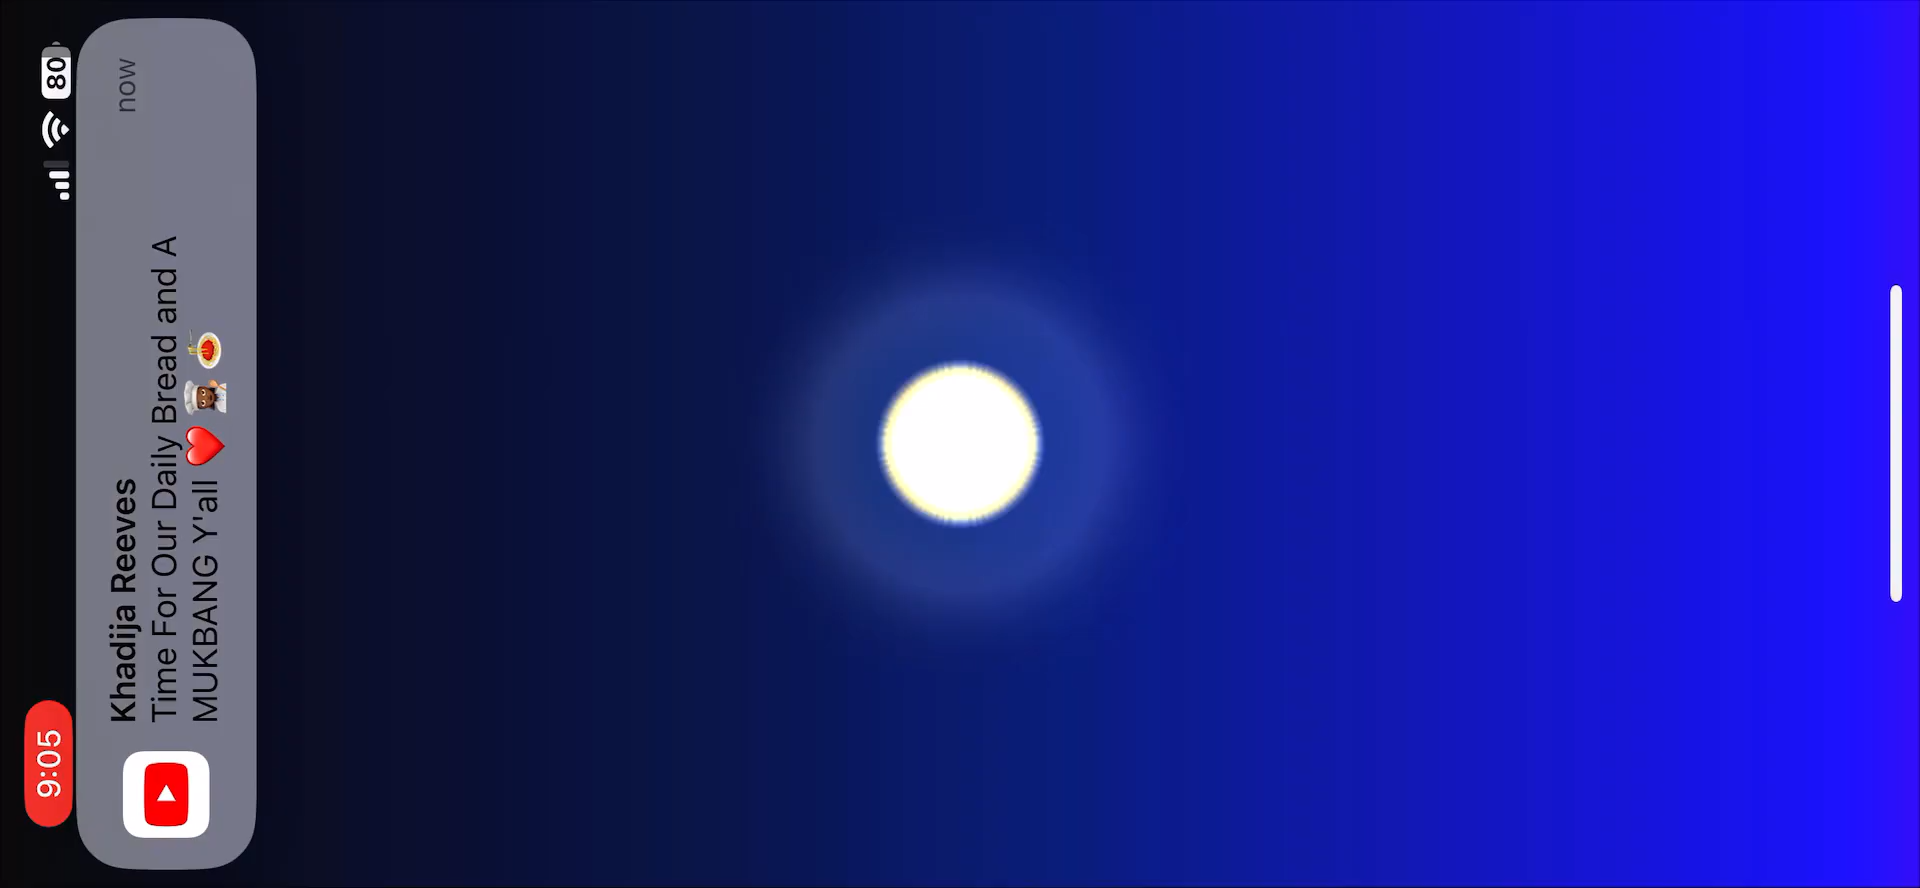 9:05
80
Khadija Reeves
now
Time For Our Daily Bread and A
MUKBANG Y'all ❤️👩🏾‍🍳🍝